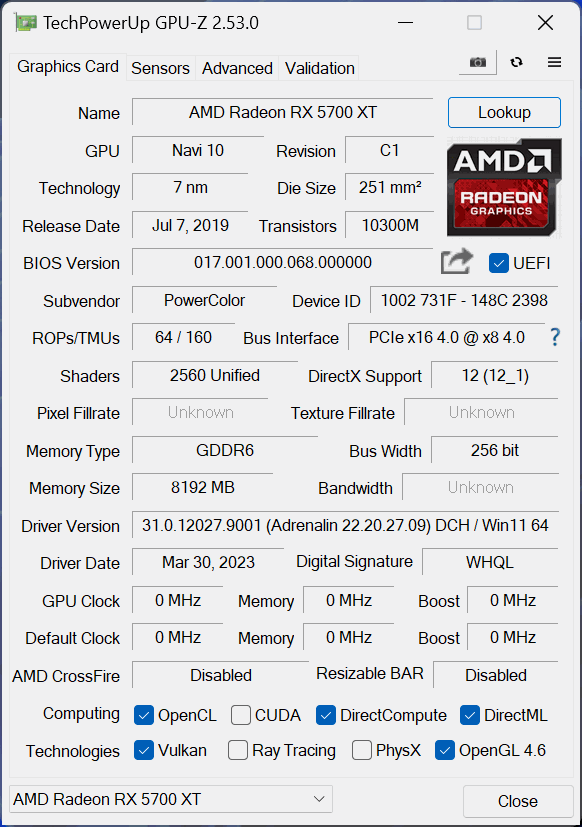 TechPowerUp GPU-Z 2.53.0
Graphics Card Sensors Advanced Validation
Name AMD Radeon RX 5700 XT Lookup
GPU Navi 10 Revision C1
AMD
RADEON
GRAPHICS
Technology 7 nm Die Size 251 mm²
Release Date Jul 7, 2019 Transistors 10300M
BIOS Version 017.001.000.068.000000 UEFI
Subvendor PowerColor Device ID 1002 731F - 148C 2398
ROPs/TMUs 64 / 160 Bus Interface PCIe x16 4.0 @ x8 4.0 ?
Shaders 2560 Unified DirectX Support 12 (12_1)
Pixel Fillrate Unknown Texture Fillrate Unknown
Memory Type GDDR6 Bus Width 256 bit
Memory Size 8192 MB Bandwidth Unknown
Driver Version 31.0.12027.9001 (Adrenalin 22.20.27.09) DCH / Win11 64
Driver Date Mar 30, 2023 Digital Signature WHQL
GPU Clock 0 MHz Memory 0 MHz Boost 0 MHz
Default Clock 0 MHz Memory 0 MHz Boost 0 MHz
AMD CrossFire Disabled Resizable BAR Disabled
Computing OpenCL CUDA DirectCompute DirectML
Technologies Vulkan Ray Tracing PhysX OpenGL 4.6
AMD Radeon RX 5700 XT Close